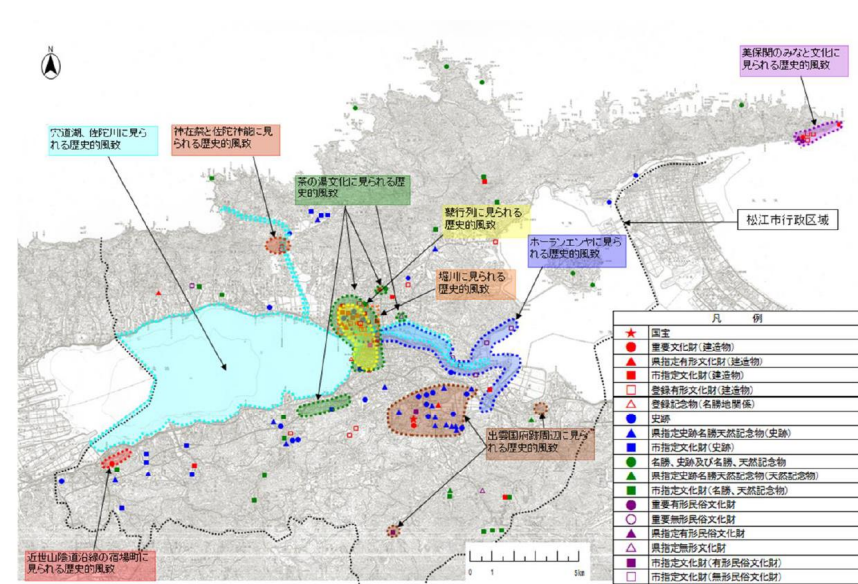 N
美保関のみなと文化に
見られる歴史的風致
宍道湖、佐陀川に見ら
れる歴史的風致
神在祭と佐陀神能に見
られる歴史的風致
茶の湯文化に見られる歴
史的風致
鼕行列に見られる
歴史的風致
ホーランエンヤに見ら
れる歴史的風致
松江市行政区域
堀川に見られる
歴史的風致
出雲国府跡周辺に見ら
れる歴史的風致
近世山陰道沿線の宿場町に
見られる歴史的風致
凡 例
国宝
重要文化財(建造物)
県指定有形文化財(建造物)
市指定文化財(建造物)
登録有形文化財(建造物)
登録記念物(名勝地関係)
史跡
県指定史跡名勝天然記念物(史跡)
市指定文化財(史跡)
名勝、史跡及び名勝、天然記念物
県指定史跡名勝天然記念物(天然記念物)
市指定文化財(名勝、天然記念物)
重要有形民俗文化財
重要無形民俗文化財
県指定有形民俗文化財
県指定無形文化財
市指定文化財(有形民俗文化財)
市指定文化財(無形民俗文化財)
0 1 5km